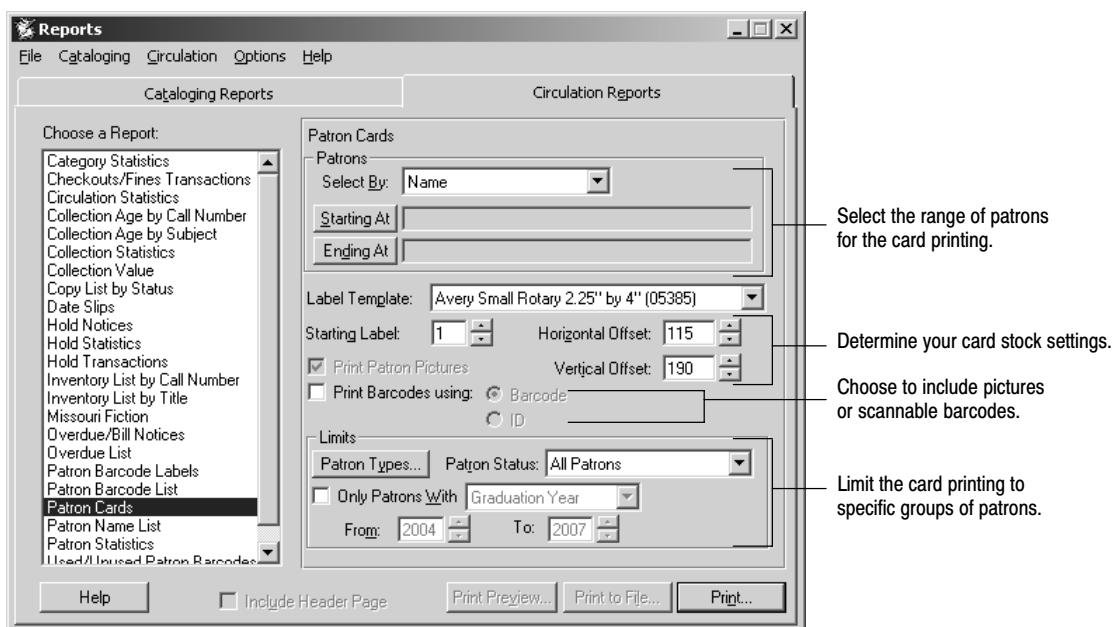 Reports
File Cataloging Circulation Options Help
Cataloging Reports
Circulation Reports
Choose a Report:
Category Statistics
Checkouts/Fines Transactions
Circulation Statistics
Collection Age by Call Number
Collection Age by Subject
Collection Statistics
Collection Value
Copy List by Status
Date Slips
Hold Notices
Hold Statistics
Hold Transactions
Inventory List by Call Number
Inventory List by Title
Missouri Fiction
Overdue/Bill Notices
Overdue List
Patron Barcode Labels
Patron Barcode List
Patron Cards
Patron Name List
Patron Statistics
Used/Unused Patron Barcodes
Patron Cards
Patrons
Select By: Name
Starting At
Ending At
Label Template: Avery Small Rotary 2.25" by 4" (05385)
Starting Label: 1 Horizontal Offset: 115
Print Patron Pictures Vertical Offset: 190
Print Barcodes using: Barcode
ID
Limits
Patron Types... Patron Status: All Patrons
Only Patrons With Graduation Year
From: 2004 To: 2007
Help Include Header Page Print Preview... Print to File... Print...
Select the range of patrons
for the card printing.
Determine your card stock settings.
Choose to include pictures
or scannable barcodes.
Limit the card printing to
specific groups of patrons.